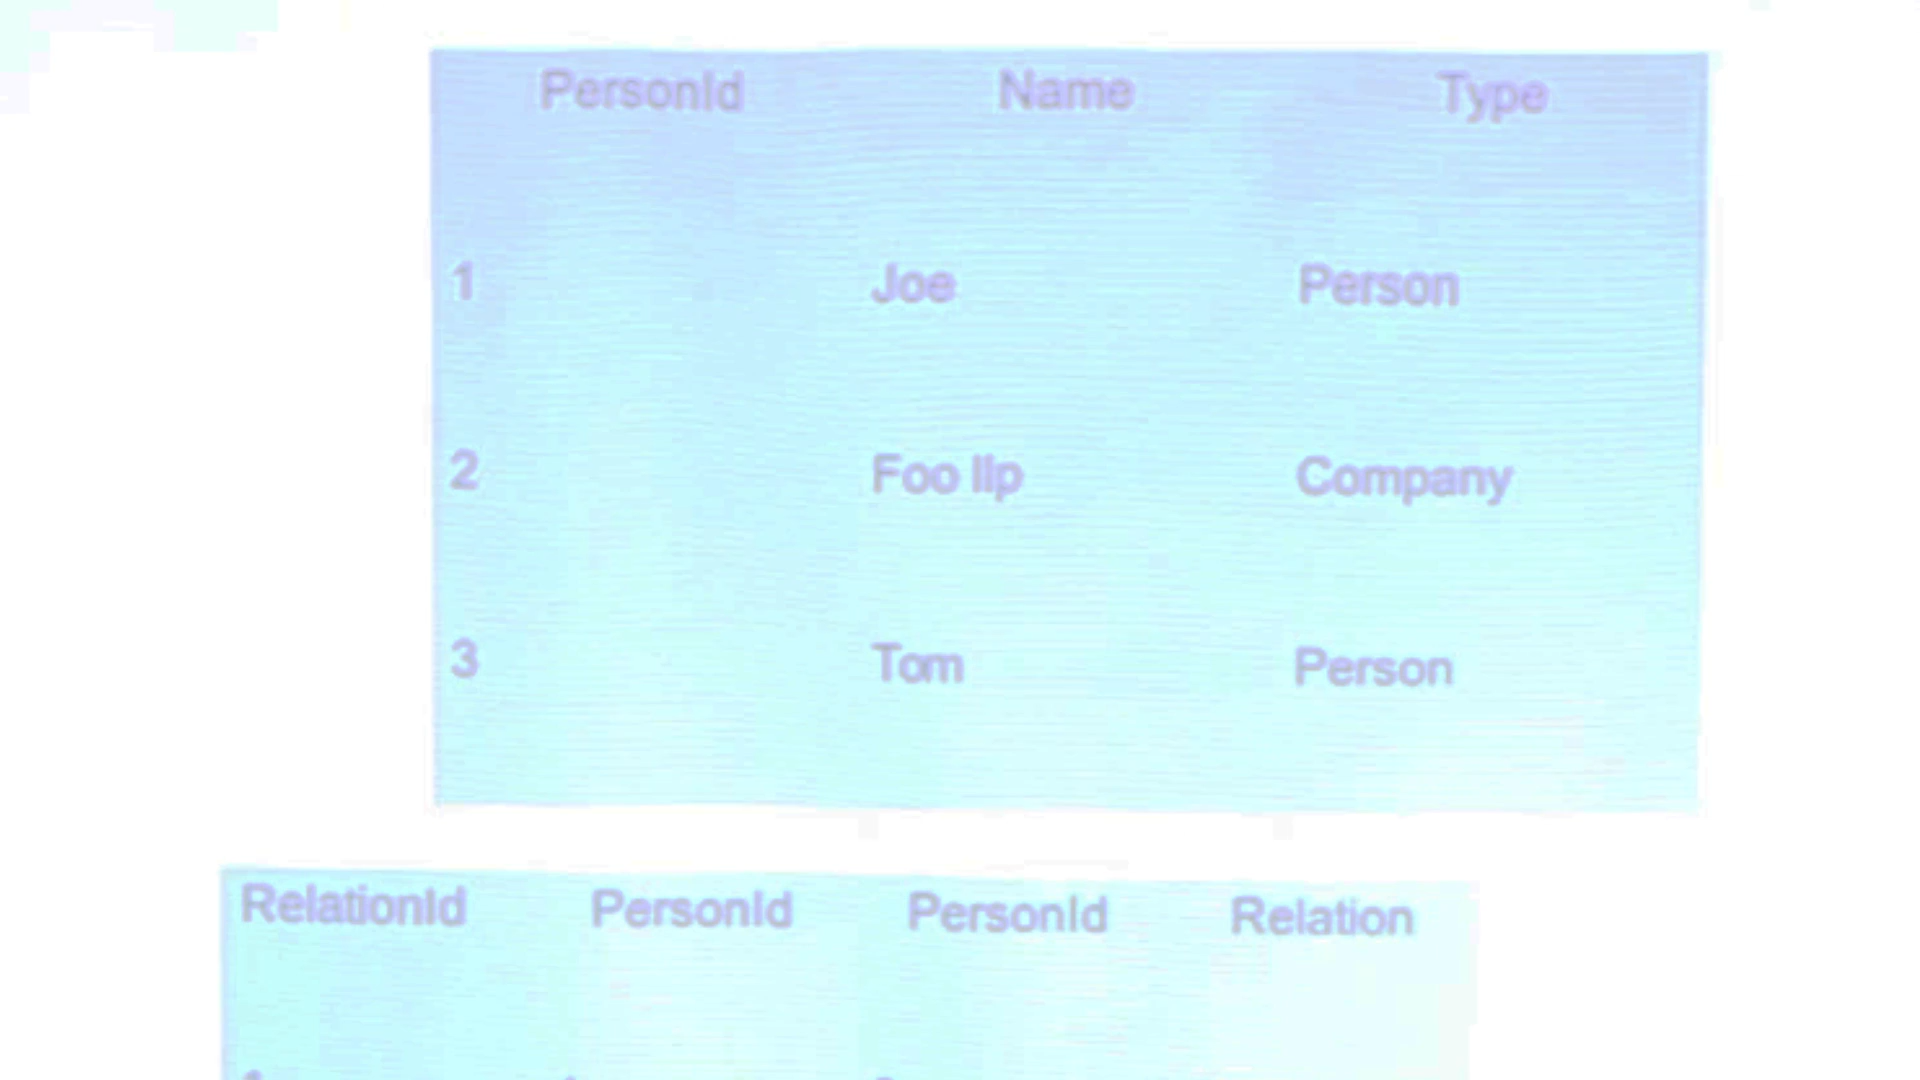 PersonId Name Type
1 Joe Person
2 Foo llp Company
3 Tom Person
RelationId PersonId PersonId Relation